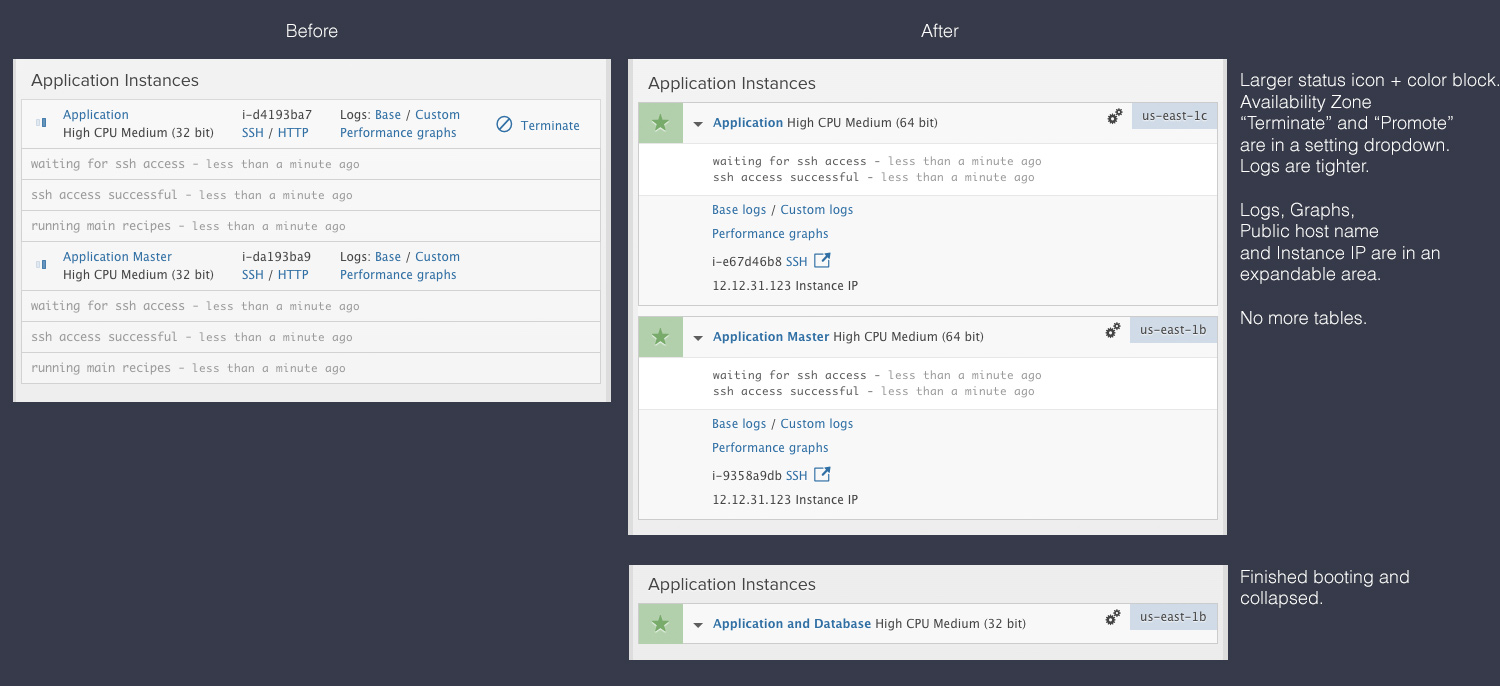 Before
Application Instances
Application i-d4193ba7 Logs: Base / Custom
High CPU Medium (32 bit) SSH / HTTP Performance graphs Terminate
waiting for ssh access - less than a minute ago
ssh access successful - less than a minute ago
running main recipes - less than a minute ago
Application Master i-da193ba9 Logs: Base / Custom
High CPU Medium (32 bit) SSH / HTTP Performance graphs
waiting for ssh access - less than a minute ago
ssh access successful - less than a minute ago
running main recipes - less than a minute ago
After
Application Instances
Application High CPU Medium (64 bit) us-east-1c
waiting for ssh access - less than a minute ago
ssh access successful - less than a minute ago
Base logs / Custom logs
Performance graphs
i-e67d46b8 SSH
12.12.31.123 Instance IP
Application Master High CPU Medium (64 bit) us-east-1b
waiting for ssh access - less than a minute ago
ssh access successful - less than a minute ago
Base logs / Custom logs
Performance graphs
i-9358a9db SSH
12.12.31.123 Instance IP
Larger status icon + color block.
Availability Zone
“Terminate” and “Promote”
are in a setting dropdown.
Logs are tighter.
Logs, Graphs,
Public host name
and Instance IP are in an
expandable area.
No more tables.
Application Instances
Application and Database High CPU Medium (32 bit) us-east-1b
Finished booting and
collapsed.